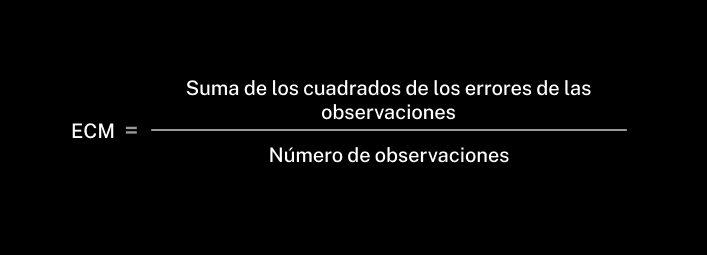 Suma de los cuadrados de los errores de las
observaciones
ECM =
Número de observaciones